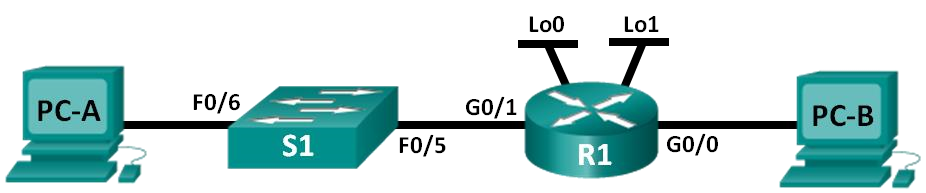 Lo0
Lo1
PC-A
F0/6
S1
F0/5
G0/1
R1
G0/0
PC-B